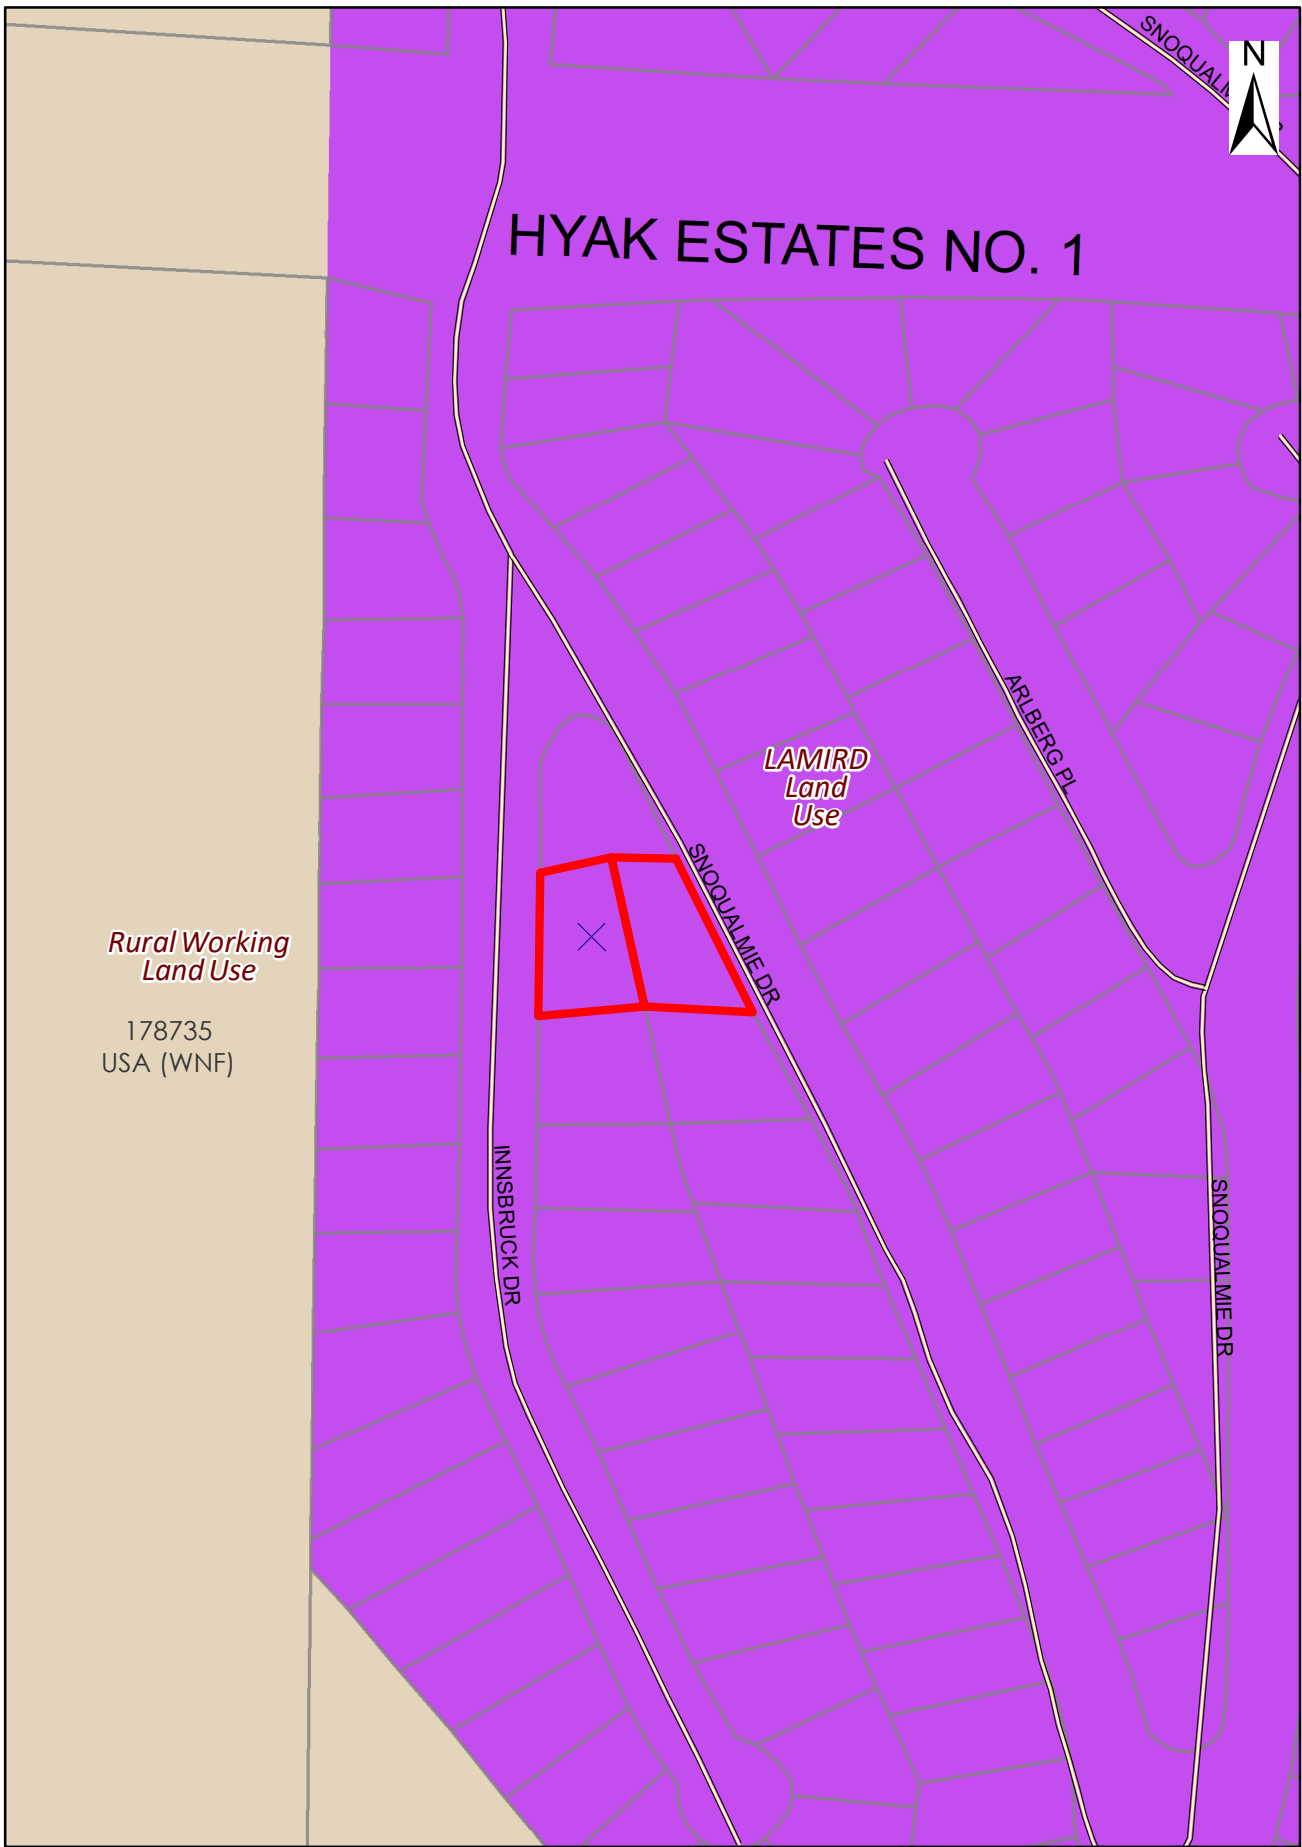 SNOQUALM
N
HYAK ESTATES NO. 1
ARLBERG PL
LAMIRD
Land
Use
SNOQUALMIE DR
Rural Working
Land Use
178735
USA (WNF)
INNSBRUCK DR
SNOQUALMIE DR